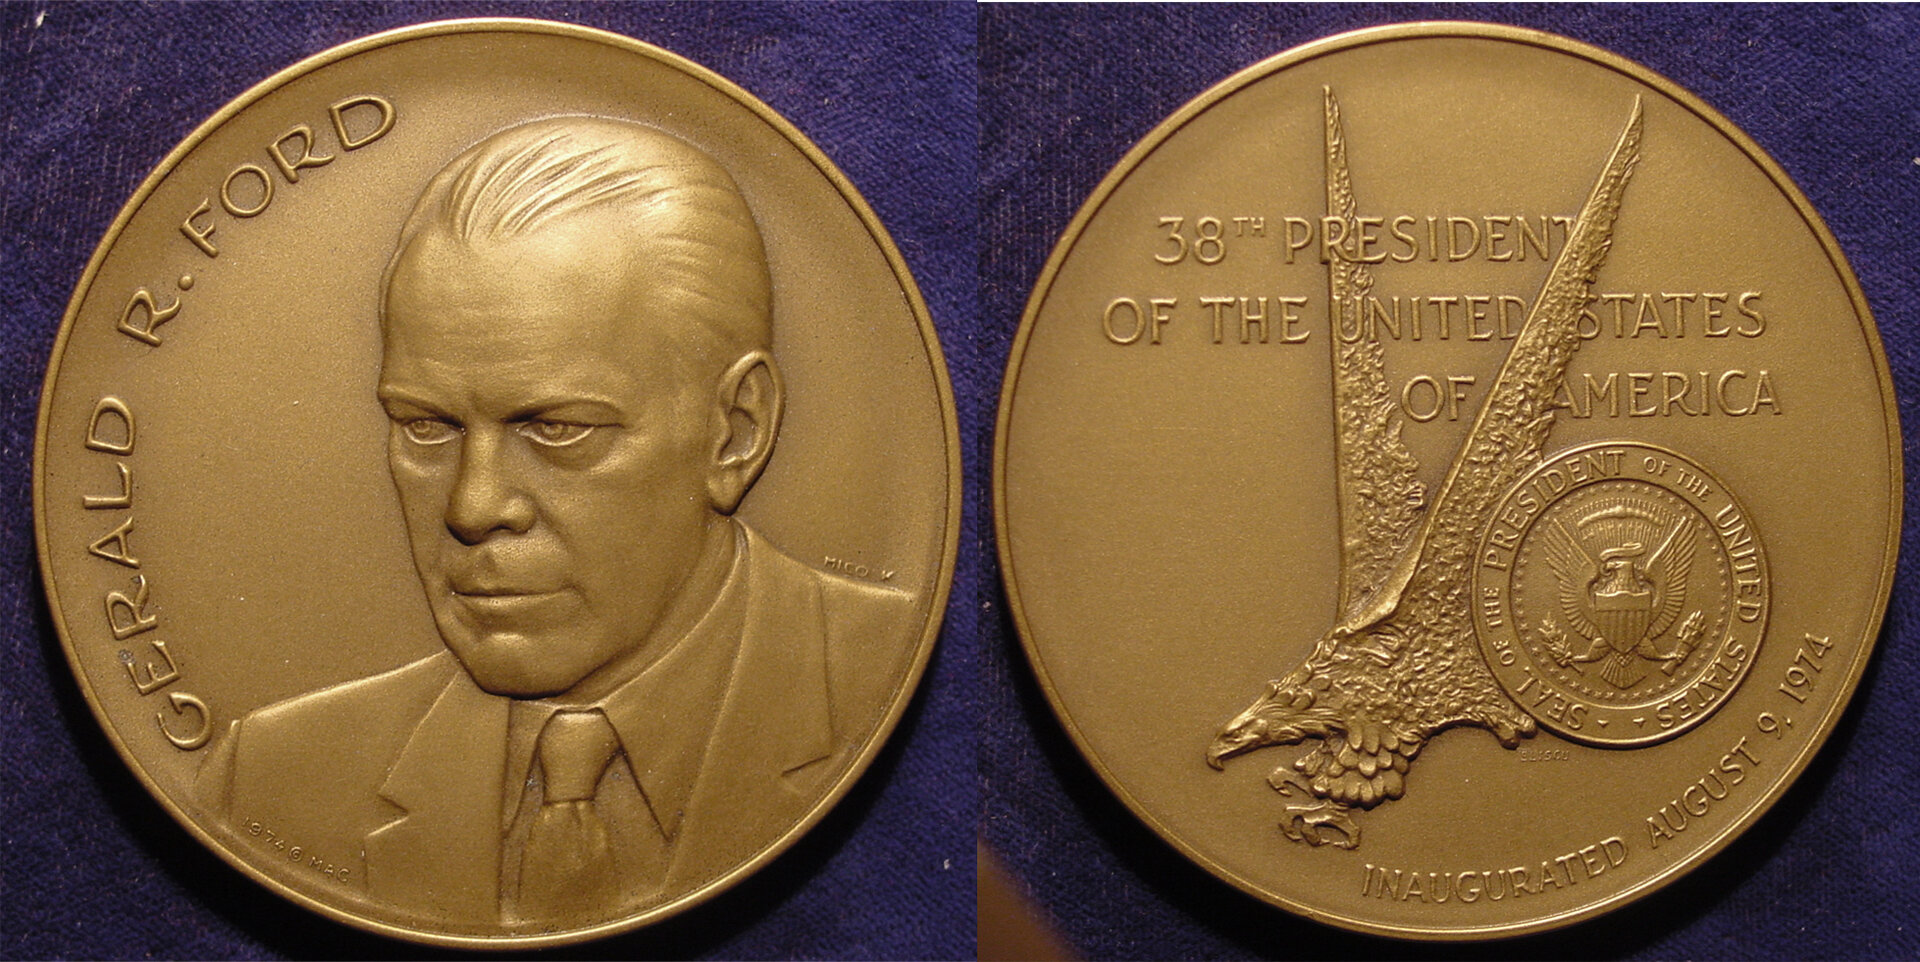 GERALD R. FORD
MICO K
1974 © MAC
38TH PRESIDENT
OF THE UNITED STATES
OF AMERICA
SEAL OF THE PRESIDENT OF THE UNITED STATES
INAUGURATED AUGUST 9, 1974